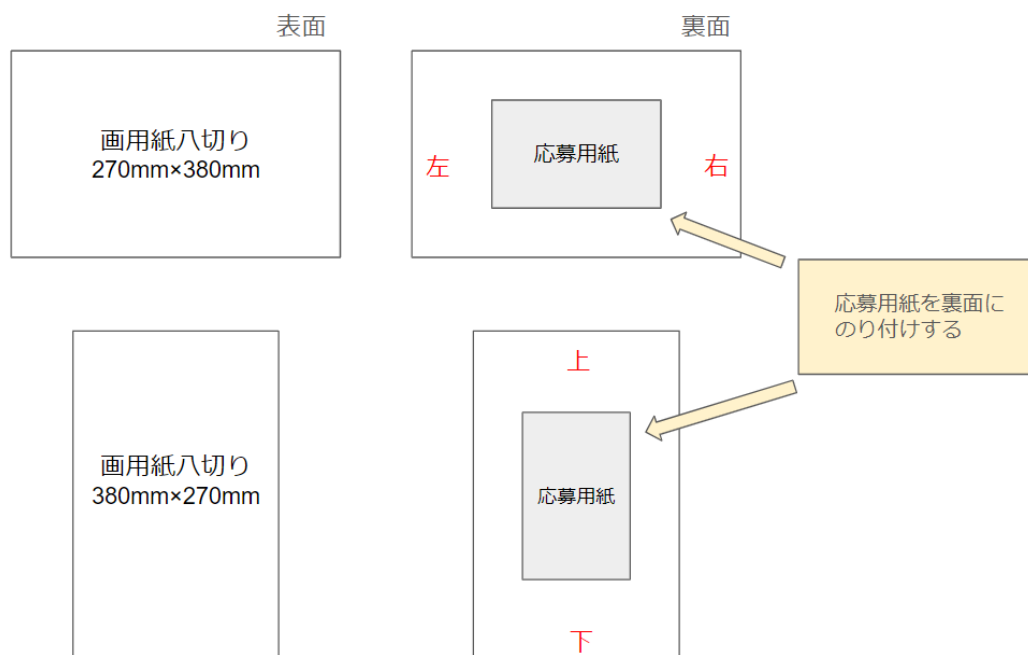 表面
裏面
画用紙八切り
270mm×380mm
左
応募用紙
右
応募用紙を裏面に
のり付けする
画用紙八切り
380mm×270mm
上
応募用紙
下